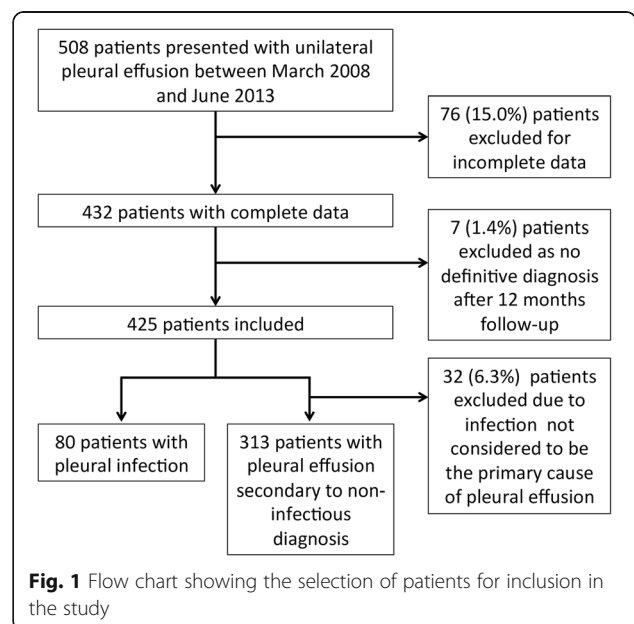 508 patients presented with unilateral
pleural effusion between March 2008
and June 2013
76 (15.0%) patients
excluded for
incomplete data
432 patients with complete data
7 (1.4%) patients
excluded as no
definitive diagnosis
after 12 months
follow-up
425 patients included
32 (6.3%) patients
excluded due to
infection not
considered to be
the primary cause
of pleural effusion
80 patients with
pleural infection
313 patients with
pleural effusion
secondary to non-
infectious
diagnosis
Fig. 1 Flow chart showing the selection of patients for inclusion in
the study